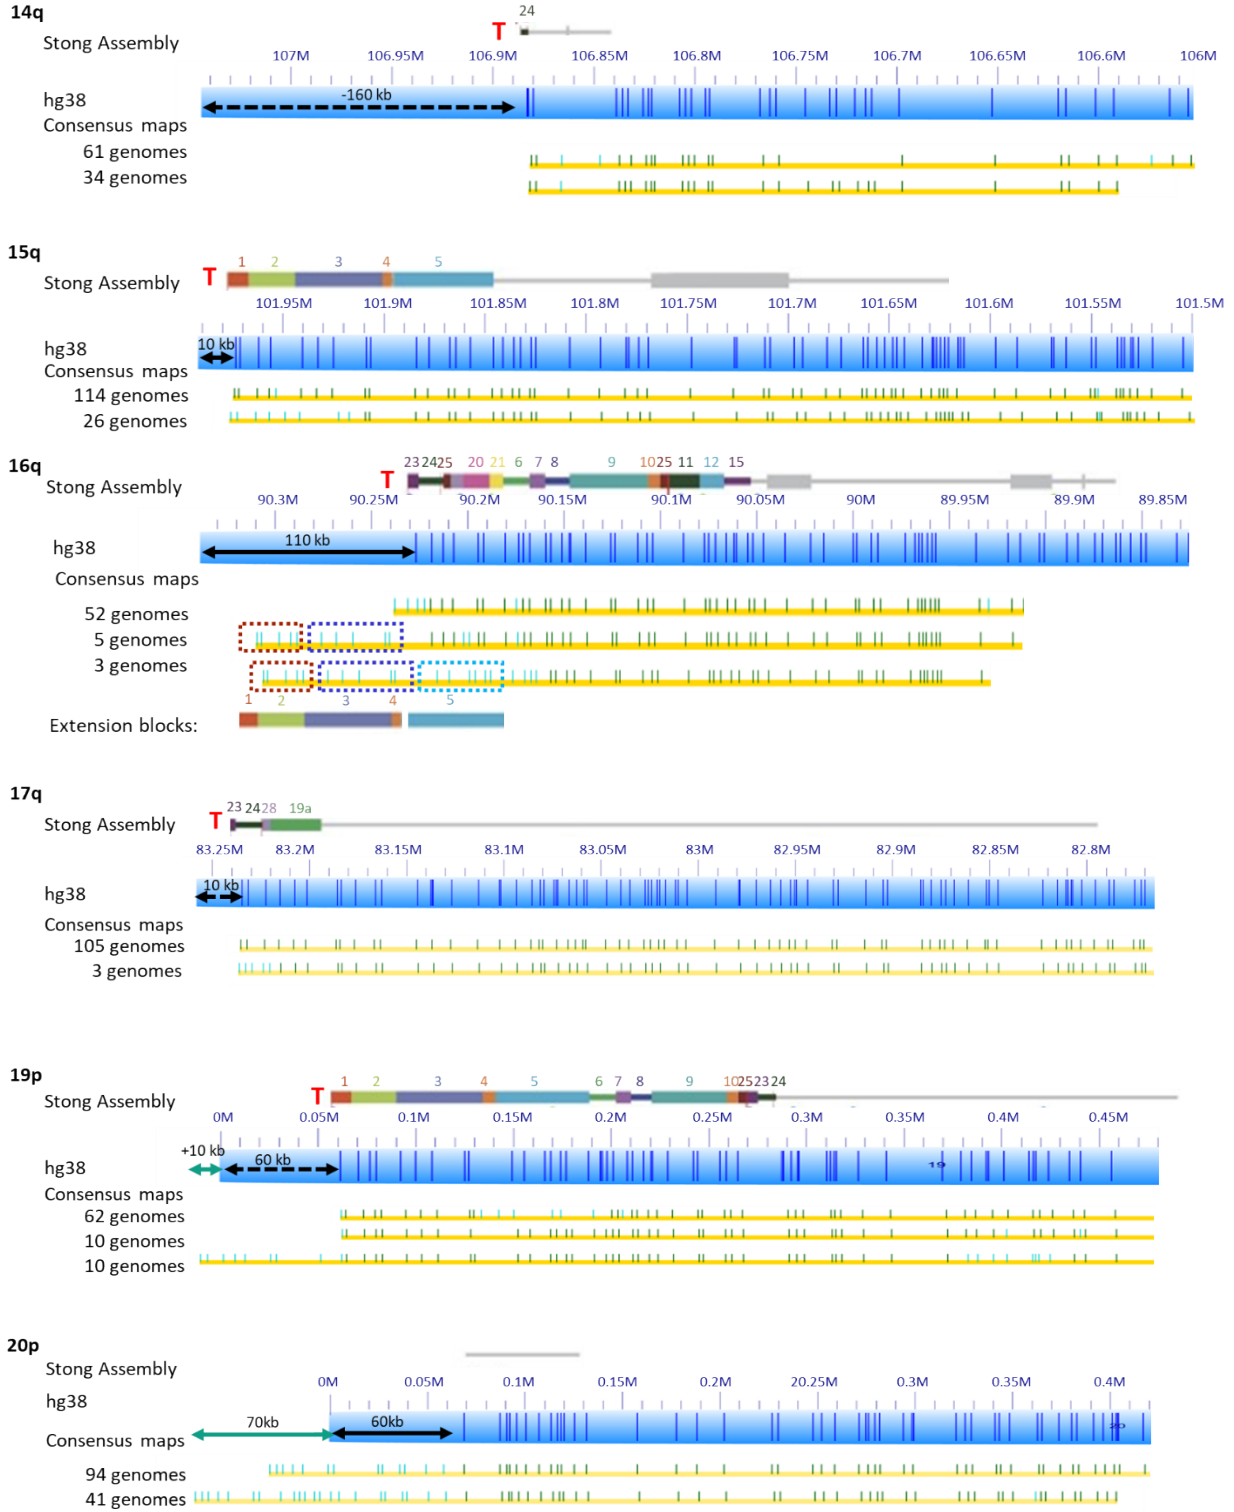 14q
24
T
Stong Assembly
107M 106.95M 106.9M 106.85M 106.8M 106.75M 106.7M 106.65M 106.6M 106M
hg38
-160 kb
Consensus maps
61 genomes
34 genomes
15q
1 2 3 4 5
T
Stong Assembly
101.95M 101.9M 101.85M 101.8M 101.75M 101.7M 101.65M 101.6M 101.55M 101.5M
hg38
10 kb
Consensus maps
114 genomes
26 genomes
16q
23 24 25 20 21 6 7 8 9 10 25 11 12 15
T
Stong Assembly
90.3M 90.25M 90.2M 90.15M 90.1M 90.05M 90M 89.95M 89.9M 89.85M
hg38
110 kb
Consensus maps
52 genomes
5 genomes
3 genomes
1 2 3 4 5
Extension blocks:
17q
23 24 28 19a
T
Stong Assembly
83.25M 83.2M 83.15M 83.1M 83.05M 83M 82.95M 82.9M 82.85M 82.8M
hg38
10 kb
Consensus maps
105 genomes
3 genomes
19p
1 2 3 4 5 6 7 8 9 10 25 23 24
T
Stong Assembly
0M 0.05M 0.10M 0.15M 0.2M 0.25M 0.3M 0.35M 0.4M 0.45M
+10 kb
60 kb
hg38
19
Consensus maps
62 genomes
10 genomes
10 genomes
20p
Stong Assembly
0M 0.05M 0.1M 0.15M 0.2M 20.25M 0.3M 0.35M 0.4M
hg38
70kb
60kb
20
Consensus maps
94 genomes
41 genomes